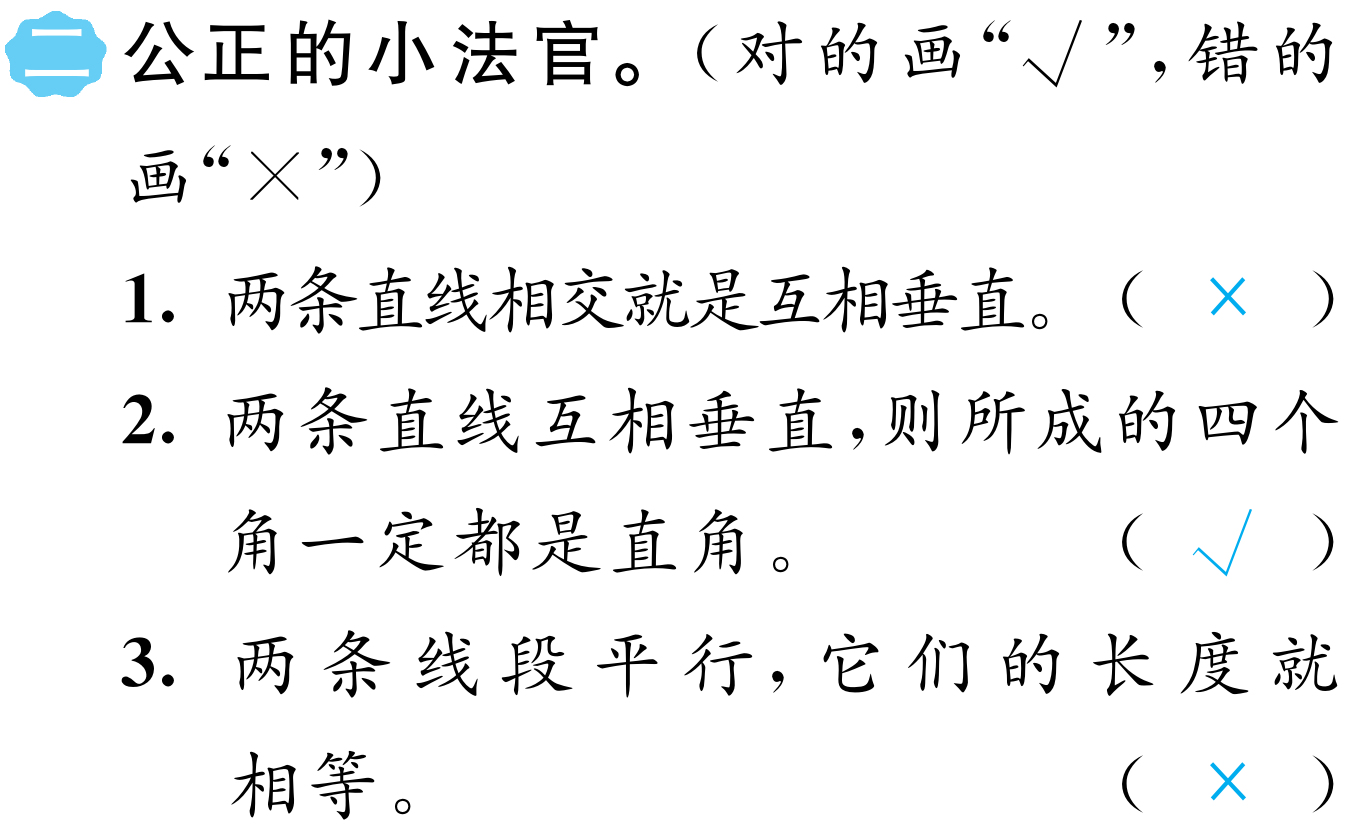 二 公正的小法官。(对的画“√”,错的
画“×”)
1. 两条直线相交就是互相垂直。( × )
2. 两条直线互相垂直,则所成的四个
角一定都是直角。( √ )
3. 两条线段平行,它们的长度就
相等。( × )